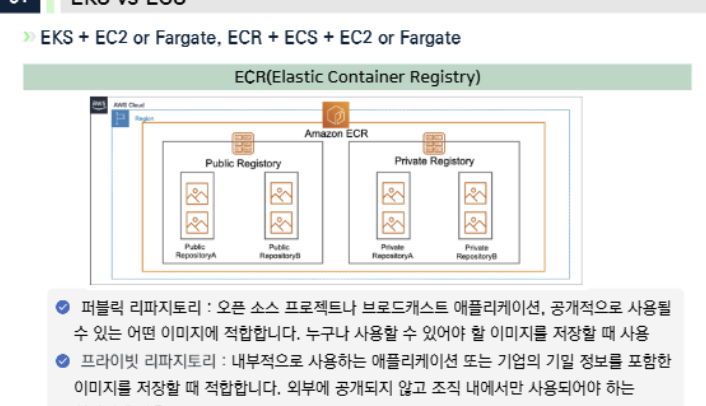 EKS vs ECS
EKS + EC2 or Fargate, ECR + ECS + EC2 or Fargate
ECR(Elastic Container Registry)
aws
AWS Cloud
Region
Amazon ECR
Public Registory
Private Registory
Public
RepositoryA
Public
RepositoryB
Private
RepositoryA
Private
RepositoryB
퍼블릭 리파지토리 : 오픈 소스 프로젝트나 브로드캐스트 애플리케이션, 공개적으로 사용될
수 있는 어떤 이미지에 적합합니다. 누구나 사용할 수 있어야 할 이미지를 저장할 때 사용
프라이빗 리파지토리 : 내부적으로 사용하는 애플리케이션 또는 기업의 기밀 정보를 포함한
이미지를 저장할 때 적합합니다. 외부에 공개되지 않고 조직 내에서만 사용되어야 하는